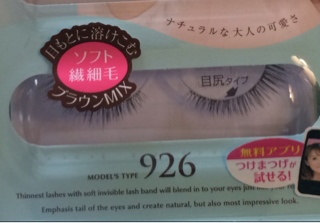 ナチュラルな大人の可愛さ
目もとに溶けこむ
ソフト
繊細毛
ブラウンMIX
目尻タイプ
MODEL'S TYPE 926
無料アプリ
つけまつげが
試せる!
Thinnest lashes with soft invisible lash band will blend in to your eyes just
Emphasis tail of the eyes and create natural, but also most impressive look.